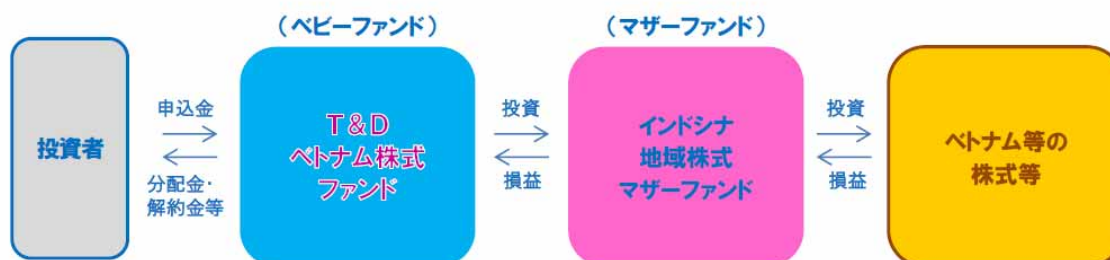 (ベビーファンド)
(マザーファンド)
投資者
申込金
分配金・
解約金等
T&D
ベトナム株式
ファンド
投資
損益
インドシナ
地域株式
マザーファンド
投資
損益
ベトナム等の
株式等